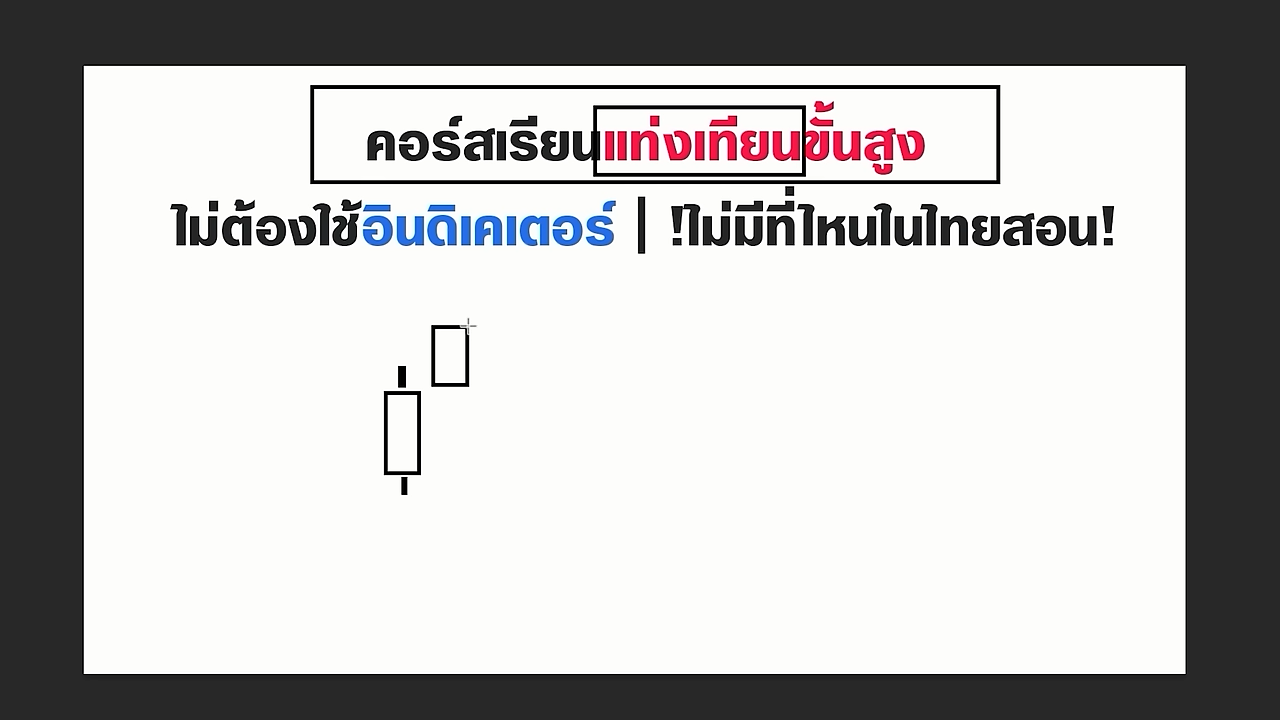 คอร์สเรียนแท่งเทียนขั้นสูง
ไม่ต้องใช้อินดิเคเตอร์ | !ไม่มีที่ไหนในไทยสอน!